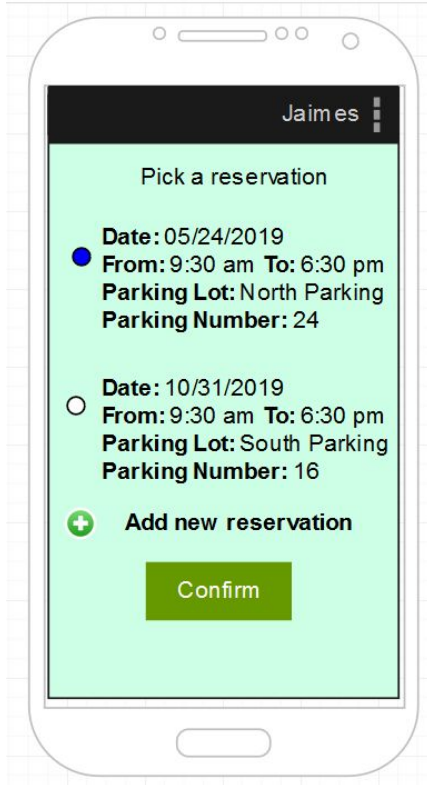 Jaimes
Pick a reservation
Date: 05/24/2019
From: 9:30 am To: 6:30 pm
Parking Lot: North Parking
Parking Number: 24
Date: 10/31/2019
From: 9:30 am To: 6:30 pm
Parking Lot: South Parking
Parking Number: 16
Add new reservation
Confirm